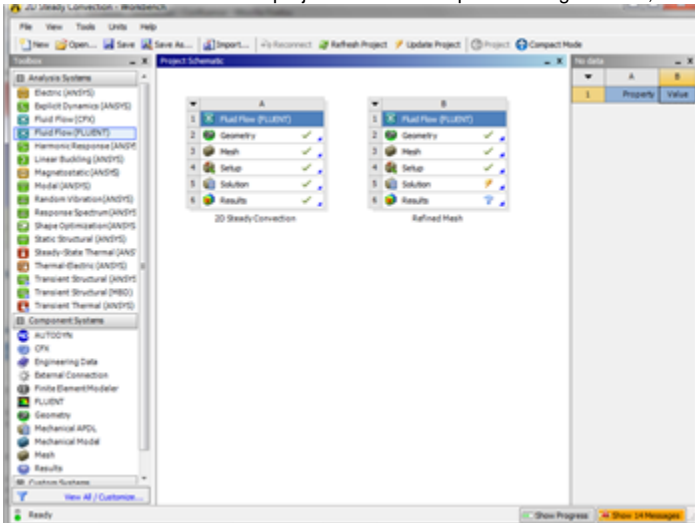 2D Steady Convection - Workbench
File View Tools Units Help
New Open... Save Save As... Import... Reconnect Refresh Project Update Project Project Compact Mode
Toolbox
Analysis Systems
Electric (ANSYS)
Explicit Dynamics (ANSYS)
Fluid Flow (CFX)
Fluid Flow (FLUENT)
Harmonic Response (ANSYS
Linear Buckling (ANSYS)
Magnetostatic (ANSYS)
Modal (ANSYS)
Random Vibration (ANSYS)
Response Spectrum (ANSYS
Shape Optimization (ANSYS)
Static Structural (ANSYS)
Steady-State Thermal (ANS
Thermal-Electric (ANSYS)
Transient Structural (ANSYS
Transient Structural (MBD)
Transient Thermal (ANSYS)
Component Systems
AUTODYN
CFX
Engineering Data
External Connection
Finite Element Modeler
FLUENT
Geometry
Mechanical APDL
Mechanical Model
Mesh
Results
Custom Systems
View All / Customize...
Project Schematic
A
1 Fluid Flow (FLUENT)
2 Geometry
3 Mesh
4 Setup
5 Solution
6 Results
2D Steady Convection
B
1 Fluid Flow (FLUENT)
2 Geometry
3 Mesh
4 Setup
5 Solution
6 Results
Refined Mesh
No data
A B
1 Property Value
Ready
Show Progress Show 14 Messages